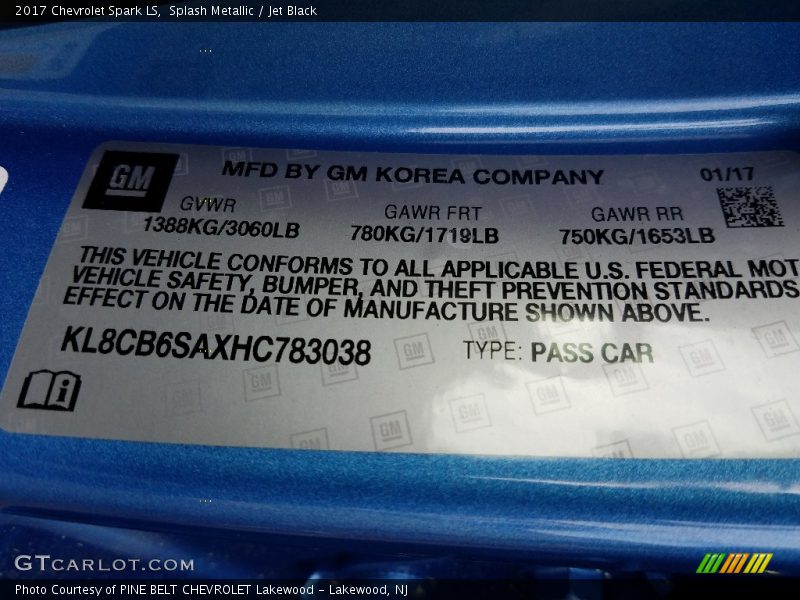 2017 Chevrolet Spark LS,  Splash Metallic / Jet Black
GM MFD BY GM KOREA COMPANY 01/17
GVWR GAWR FRT GAWR RR
1388KG/3060LB 780KG/1719LB 750KG/1653LB
THIS VEHICLE CONFORMS TO ALL APPLICABLE U.S. FEDERAL MOT
VEHICLE SAFETY, BUMPER, AND THEFT PREVENTION STANDARDS
EFFECT ON THE DATE OF MANUFACTURE SHOWN ABOVE.
KL8CB6SAXHC783038 TYPE: PASS CAR
GTCARLOT.COM
Photo Courtesy of PINE BELT CHEVROLET Lakewood - Lakewood, NJ